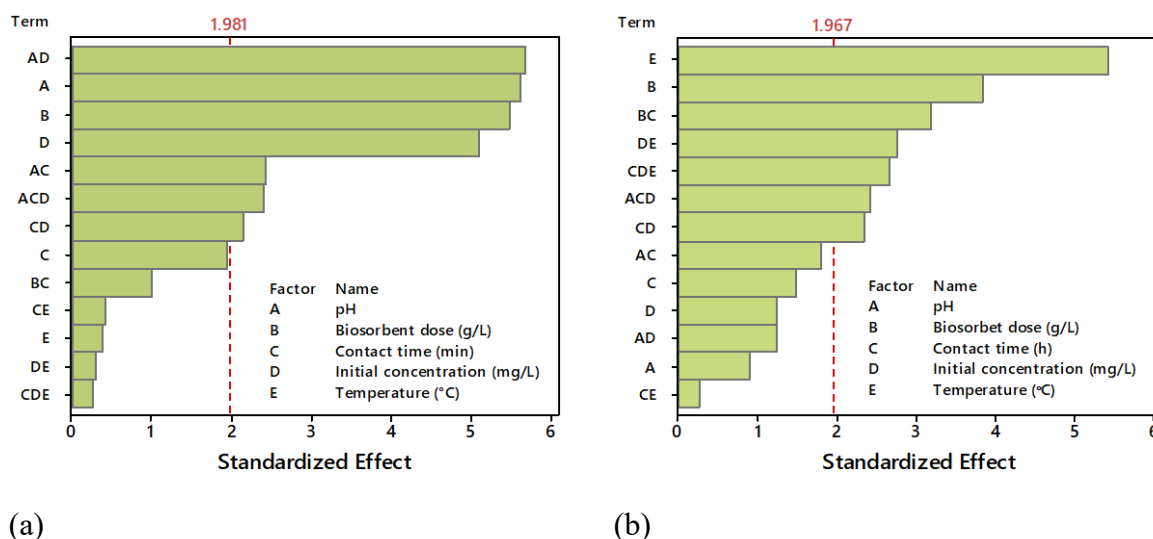 Term
1.981
AD
A
B
D
AC
ACD
CD
C
BC
CE
E
DE
CDE
Factor Name
A pH
B Biosorbent dose (g/L)
C Contact time (min)
D Initial concentration (mg/L)
E Temperature (°C)
0 1 2 3 4 5 6
Standardized Effect
(a)
Term
1.967
E
B
BC
DE
CDE
ACD
CD
AC
C
D
AD
A
CE
Factor Name
A pH
B Biosorbet dose (g/L)
C Contact time (h)
D Initial concentration (mg/L)
E Temperature (°C)
0 1 2 3 4 5 6
Standardized Effect
(b)